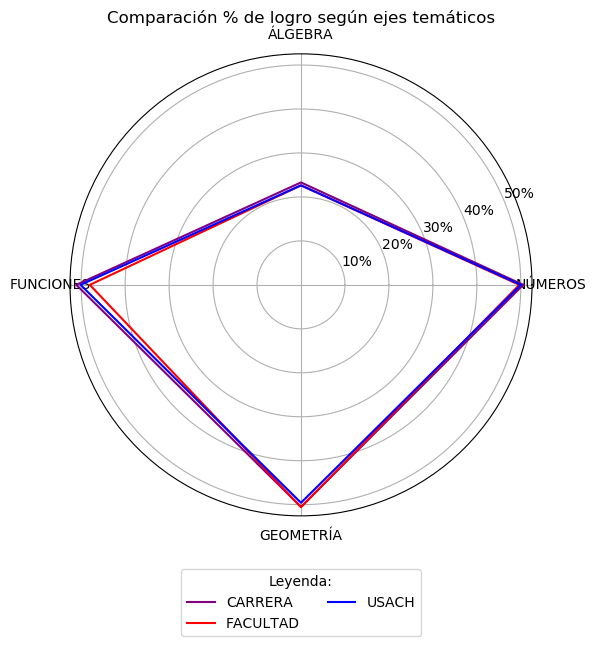 Comparación % de logro según ejes temáticos
ÁLGEBRA
50%
40%
30%
20%
10%
FUNCIONES
NÚMEROS
GEOMETRÍA
Leyenda:
CARRERA
USACH
FACULTAD